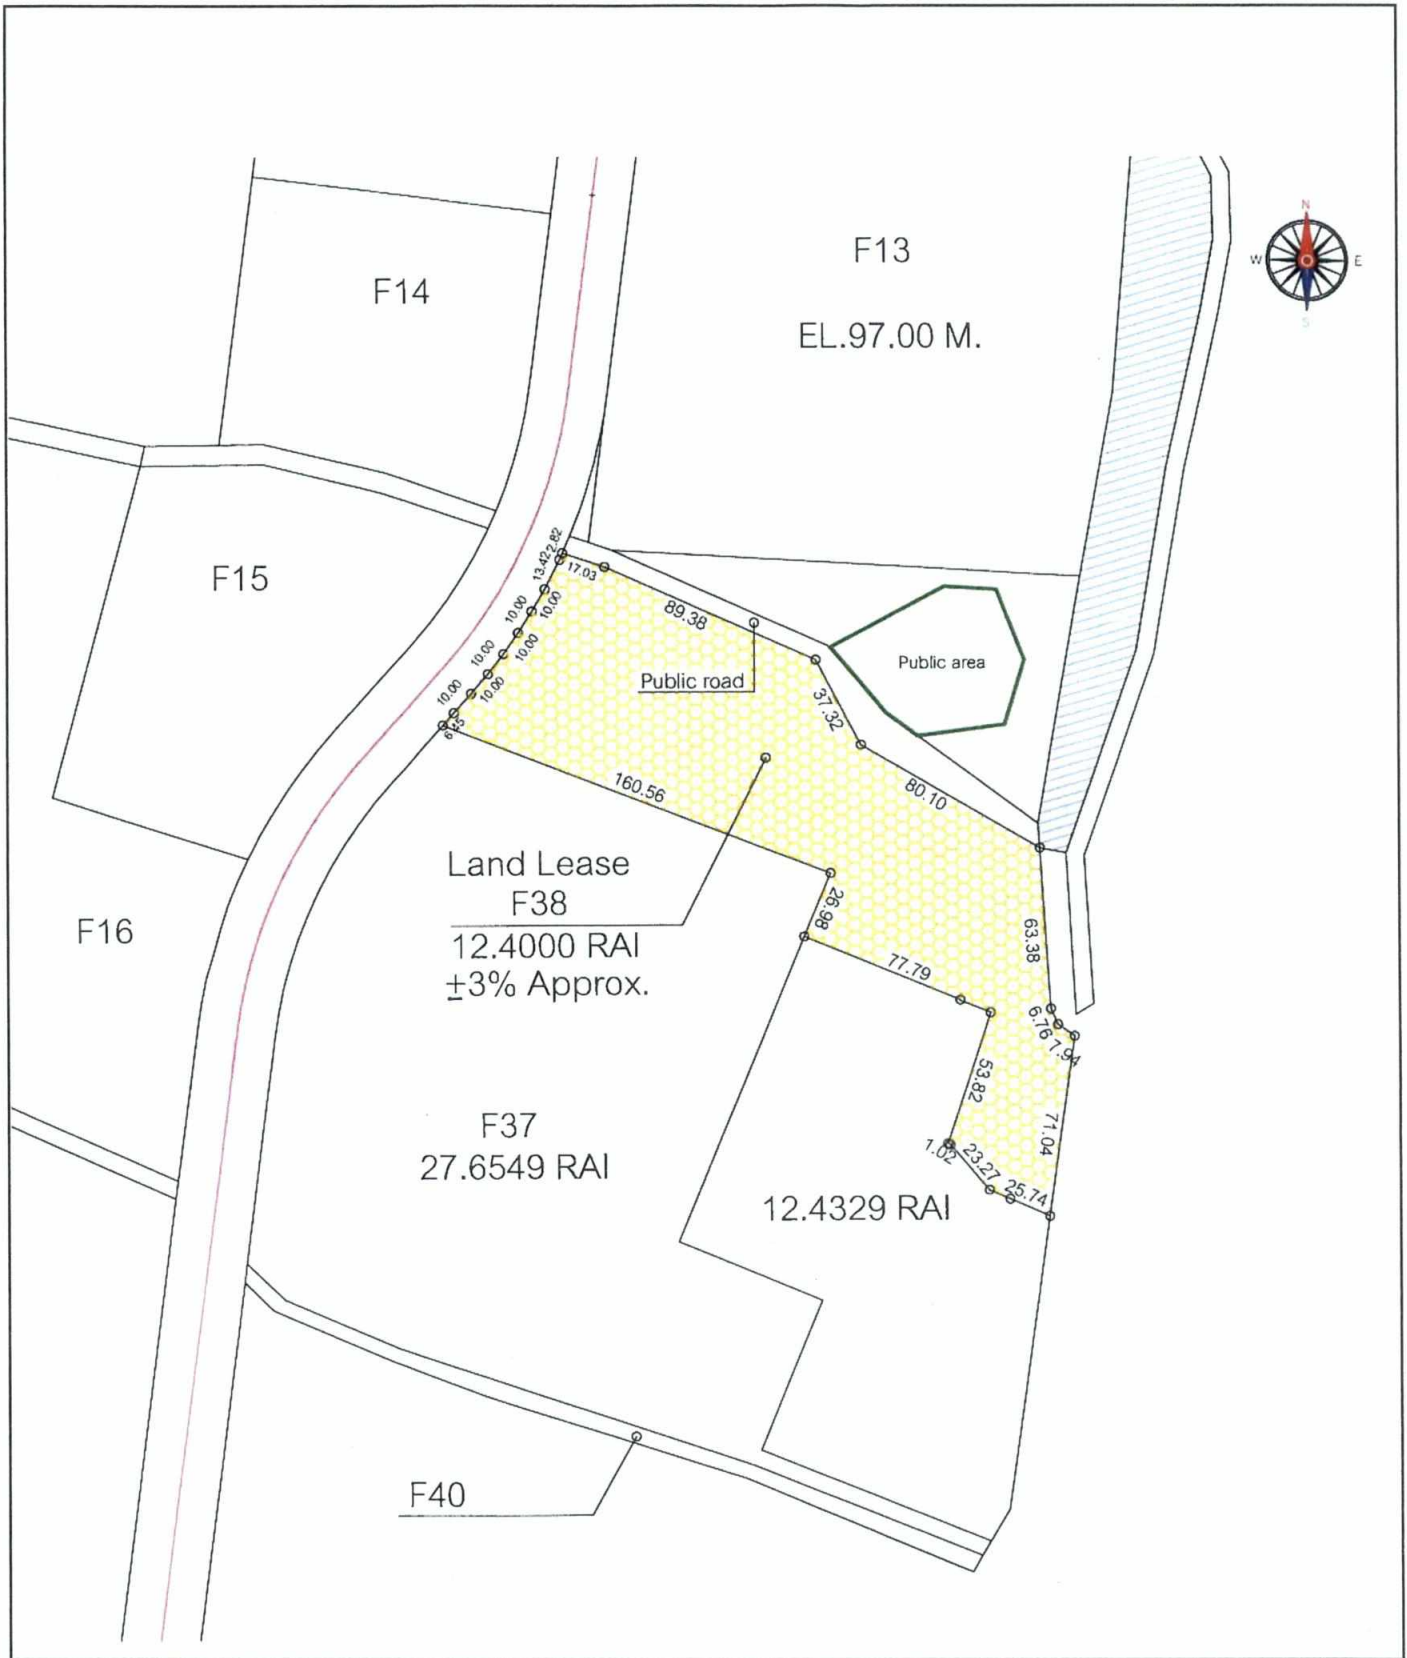 N
W
E
S
F13
EL.97.00 M.
F14
F15
2.82
13.42
17.03
10.00
10.00
10.00
10.00
10.00
10.00
10.00
6.45
89.38
Public road
Public area
37.32
80.10
160.56
Land Lease
F38
12.4000 RAI
±3% Approx.
26.98
F16
63.38
77.79
6.76
7.94
53.82
71.04
F37
27.6549 RAI
1.02
23.27
25.74
12.4329 RAI
F40